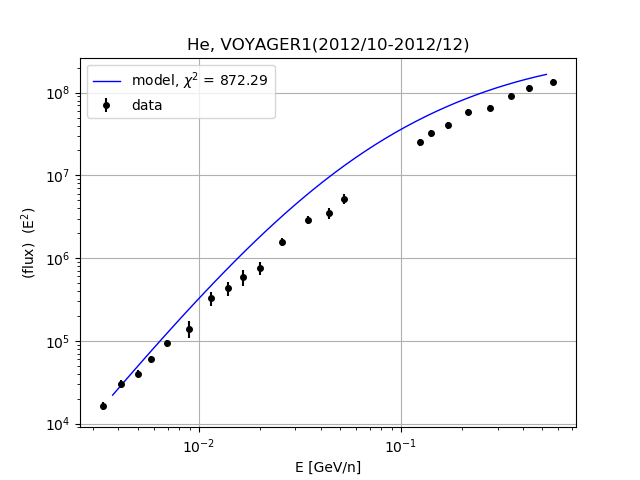 He, VOYAGER1(2012/10-2012/12)
model, χ² = 872.29
data
10⁸
10⁷
10⁶
10⁵
10⁴
(flux) (E²)
10⁻² 10⁻¹
E [GeV/n]